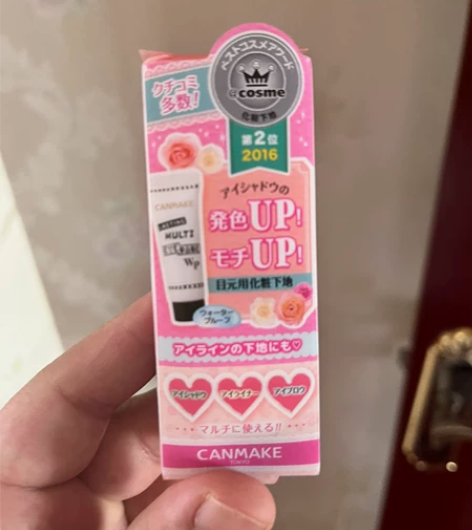 ベストコスメアワード
@cosme
化粧下地
第2位
2016
クチコミ
多数!
アイシャドウの
発色UP!
モチUP!
目元用化粧下地
CANMAKE
LASTING
MULTI
EYE BASE
WP
ウォーター
プルーフ
アイラインの下地にも♡
アイシャドウ
アイライナー
アイブロウ
マルチに使える!!
CANMAKE
TOKYO